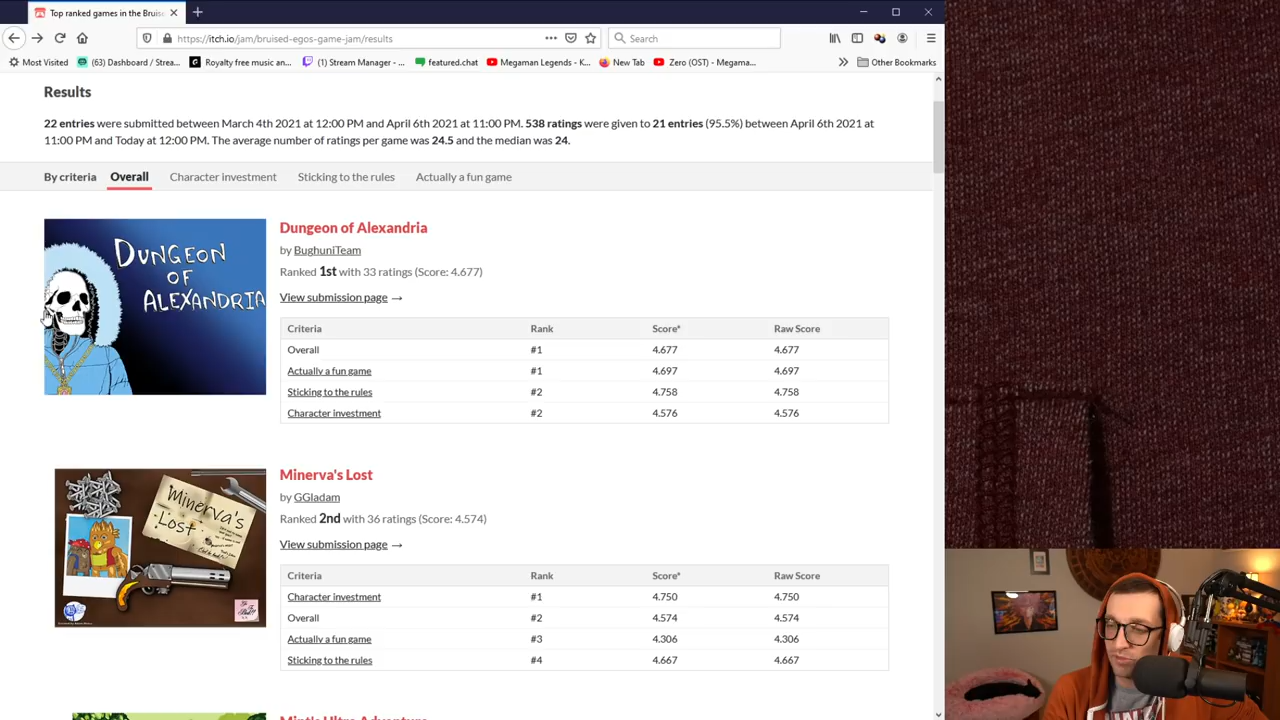 Top ranked games in the Bruise
https://itch.io/jam/bruised-egos-game-jam/results
Search
Most Visited
(63) Dashboard / Strea...
Royalty free music an...
(1) Stream Manager - ...
featured.chat
Megaman Legends - K...
New Tab
Zero (OST) - Megama...
Other Bookmarks
Results
22 entries were submitted between March 4th 2021 at 12:00 PM and April 6th at 11:00 PM. 538 ratings were given to 21 entries (95.5%) between April 6th 2021 at
11:00 PM and Today at 12:00 PM. The average number of ratings per game was 24.5 and the median was 24.
By criteria Overall Character investment Sticking to the rules Actually a fun game
DUNGEON
OF
ALEXANDRIA
Dungeon of Alexandria
by BughuniTeam
Ranked 1st with 33 ratings (Score: 4.677)
View submission page →
Criteria Rank Score* Raw Score
Overall #1 4.677 4.677
Actually a fun game #1 4.697 4.697
Sticking to the rules #2 4.758 4.758
Character investment #2 4.576 4.576
Minerva's
Lost
Minerva's Lost
by GGladam
Ranked 2nd with 36 ratings (Score: 4.574)
View submission page →
Criteria Rank Score* Raw Score
Character investment #1 4.750 4.750
Overall #2 4.574 4.574
Actually a fun game #3 4.306 4.306
Sticking to the rules #4 4.667 4.667